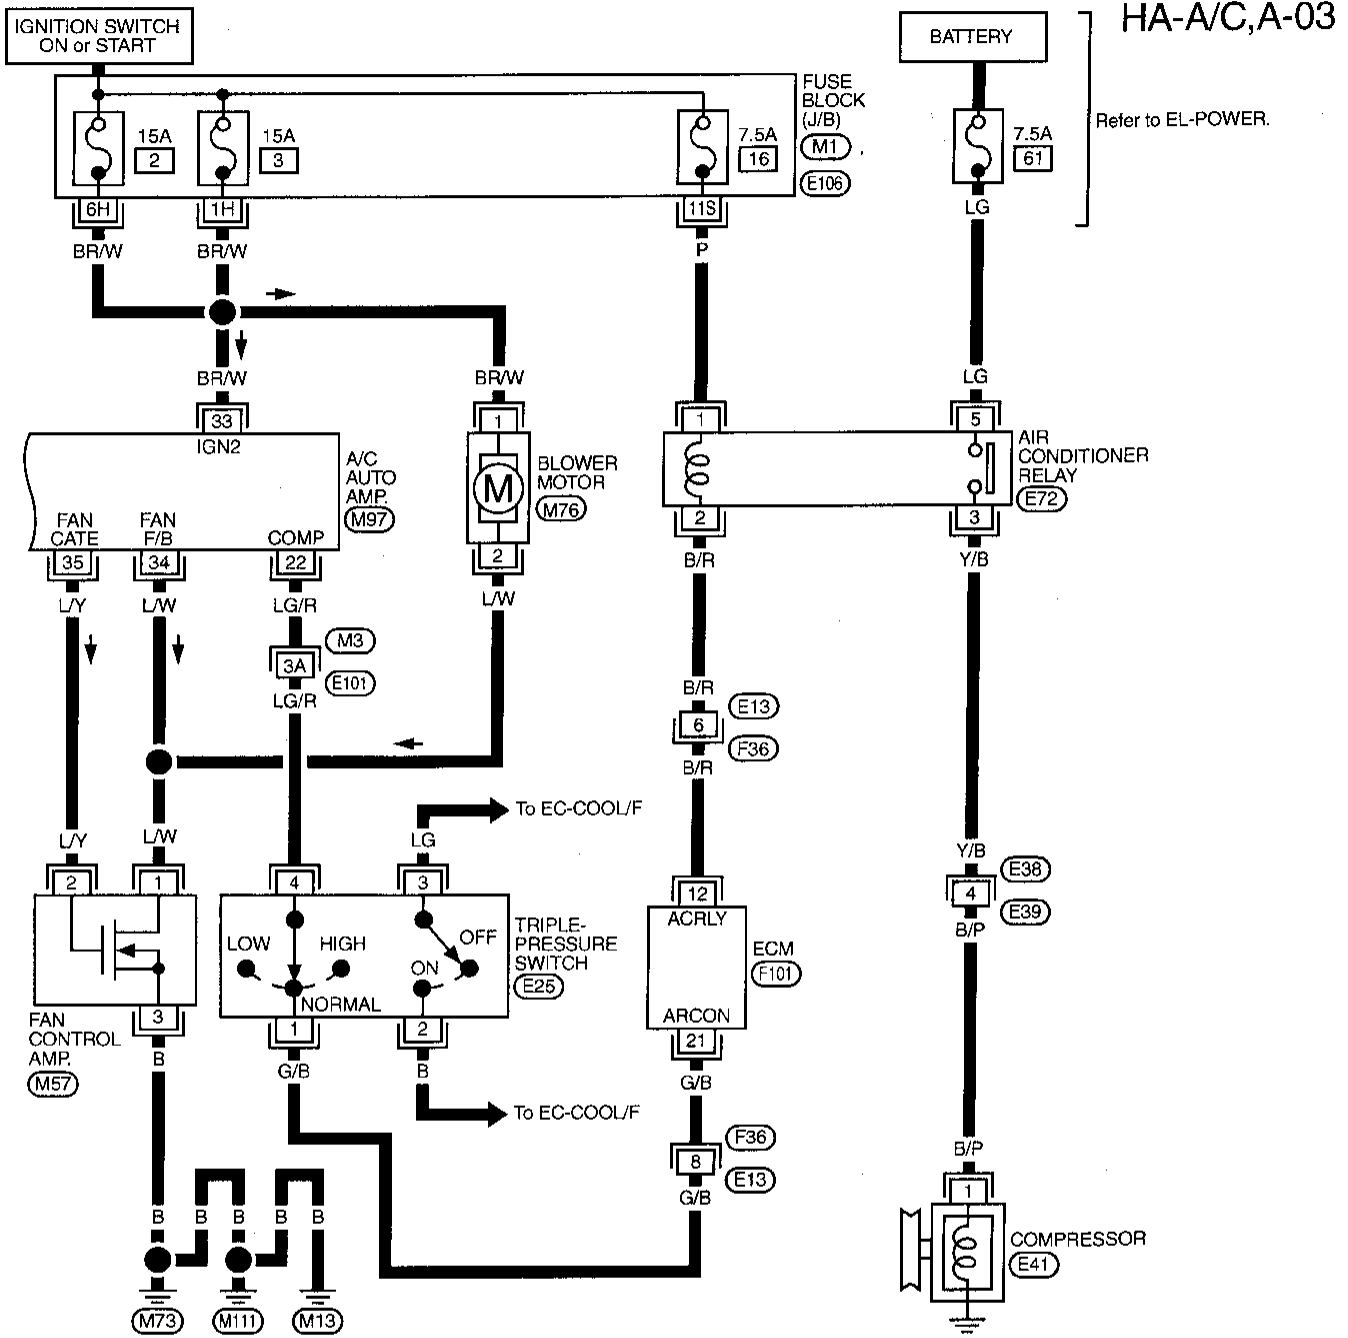 HA-A/C,A-03
IGNITION SWITCH
ON or START
BATTERY
FUSE
BLOCK
(J/B)
M1
E106
Refer to EL-POWER.
15A
2
15A
3
7.5A
16
7.5A
61
6H
1H
11S
LG
BR/W
BR/W
P
BR/W
BR/W
LG
33
1
1
5
IGN2
A/C
AUTO
AMP.
M97
M
BLOWER
MOTOR
M76
AIR
CONDITIONER
RELAY
E72
FAN
CATE
FAN
F/B
COMP
35
34
22
2
2
3
L/Y
L/W
LG/R
L/W
B/R
Y/B
M3
3A
E101
LG/R
B/R
E13
6
F36
B/R
To EC-COOL/F
L/Y
L/W
LG
Y/B
E38
4
E39
B/P
2
1
4
3
12
ACRLY
ECM
F101
ARCON
21
LOW
HIGH
NORMAL
OFF
ON
TRIPLE-
PRESSURE
SWITCH
E25
3
1
2
FAN
CONTROL
AMP.
M57
B
G/B
B
G/B
To EC-COOL/F
F36
8
E13
G/B
B/P
1
COMPRESSOR
E41
B
B
B
B
B
M73
M111
M13